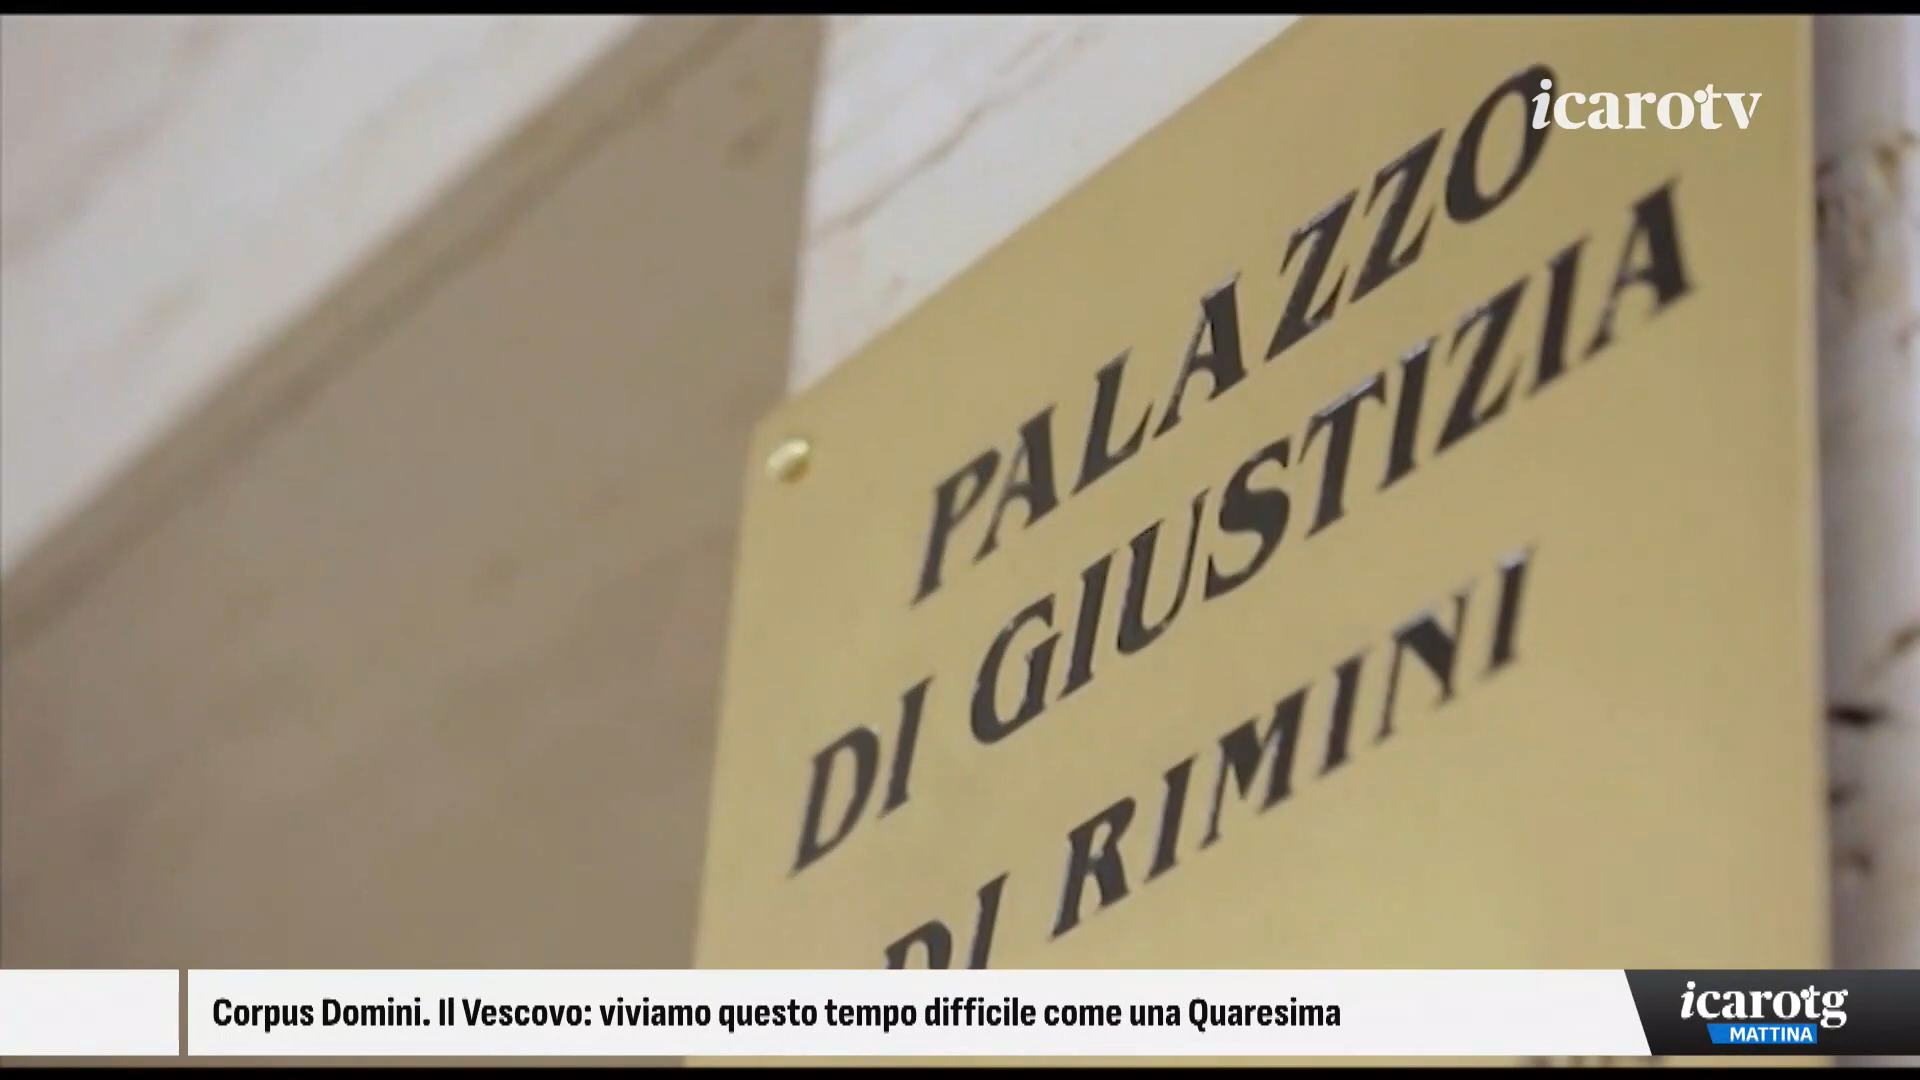 icarotv
PALAZZO
DI GIUSTIZIA
DI RIMINI
Corpus Domini. Il Vescovo: viviamo questo tempo difficile come una Quaresima
icarotg
MATTINA